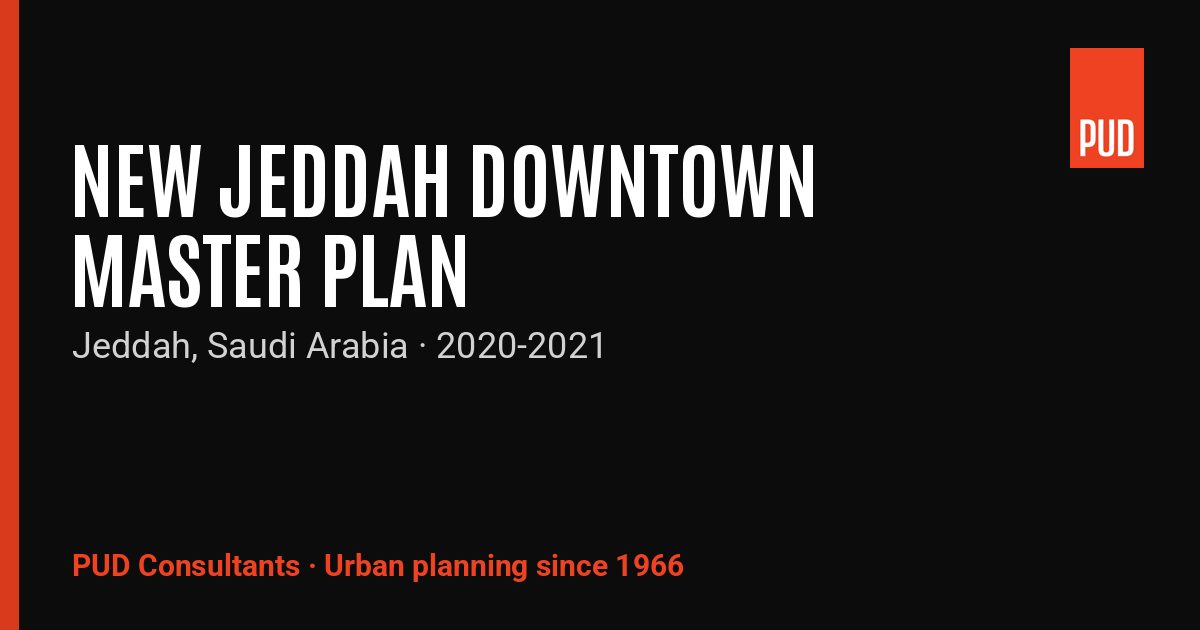 PUD
NEW JEDDAH DOWNTOWN
MASTER PLAN
Jeddah, Saudi Arabia · 2020-2021
PUD Consultants · Urban planning since 1966